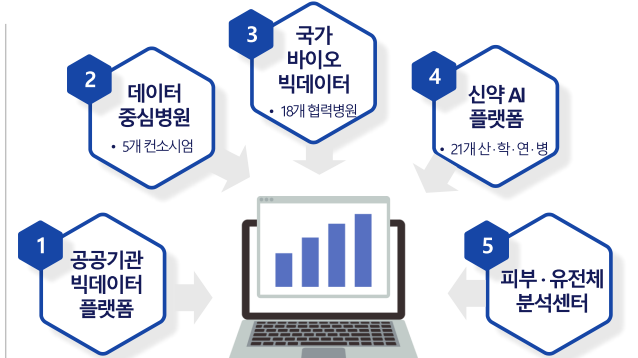 1
공공기관
빅데이터
플랫폼
2
데이터
중심병원
• 5개 컨소시엄
3
국가
바이오
빅데이터
• 18개 협력병원
4
신약 AI
플랫폼
• 21개 산·학·연·병
5
피부·유전체
분석센터